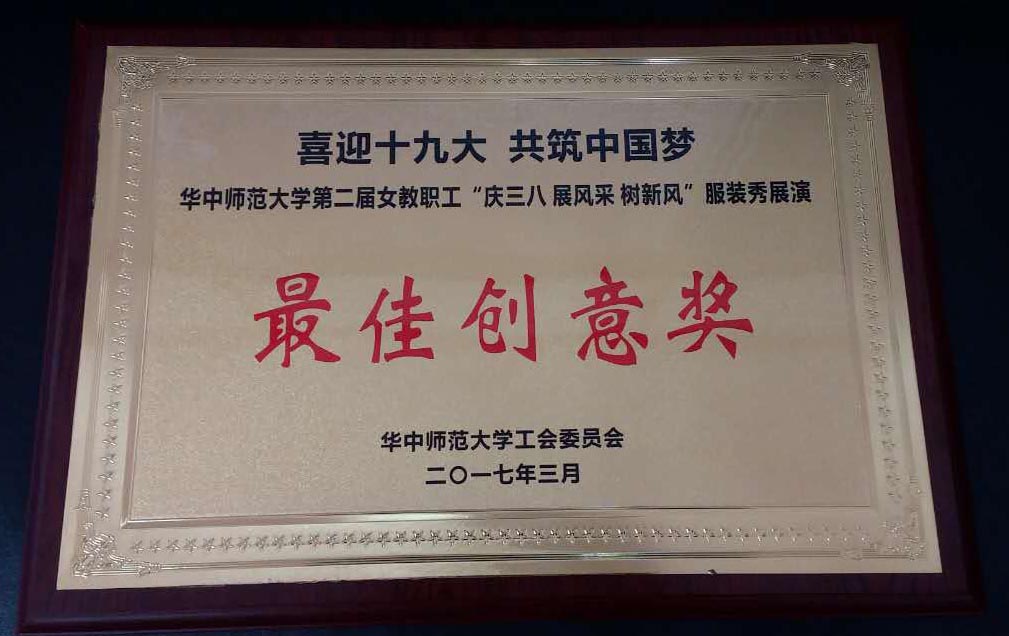 喜迎十九大 共筑中国梦
华中师范大学第二届女教职工“庆三八 展风采 树新风”服装秀展演
最佳创意奖
华中师范大学工会委员会
二〇一七年三月